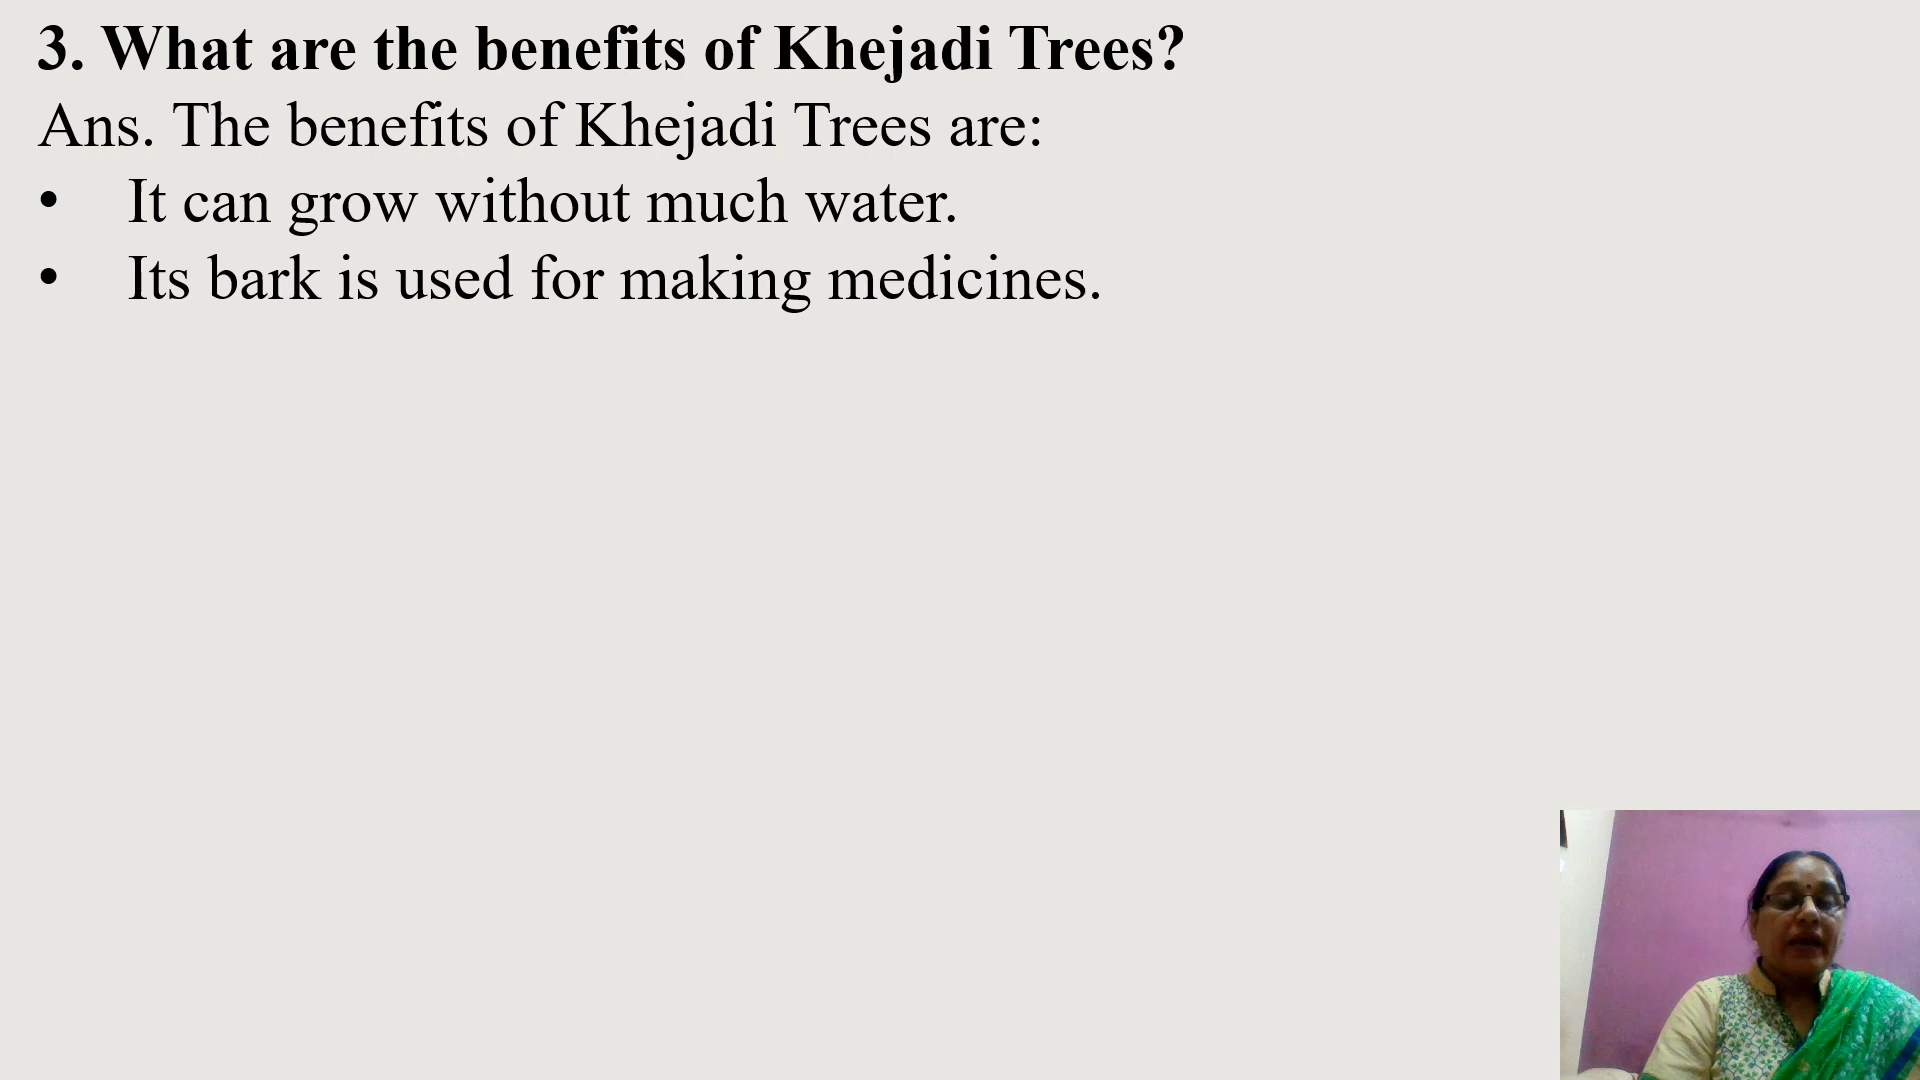 3. What are the benefits of Khejadi Trees?
Ans. The benefits of Khejadi Trees are:
• It can grow without much water.
• Its bark is used for making medicines.